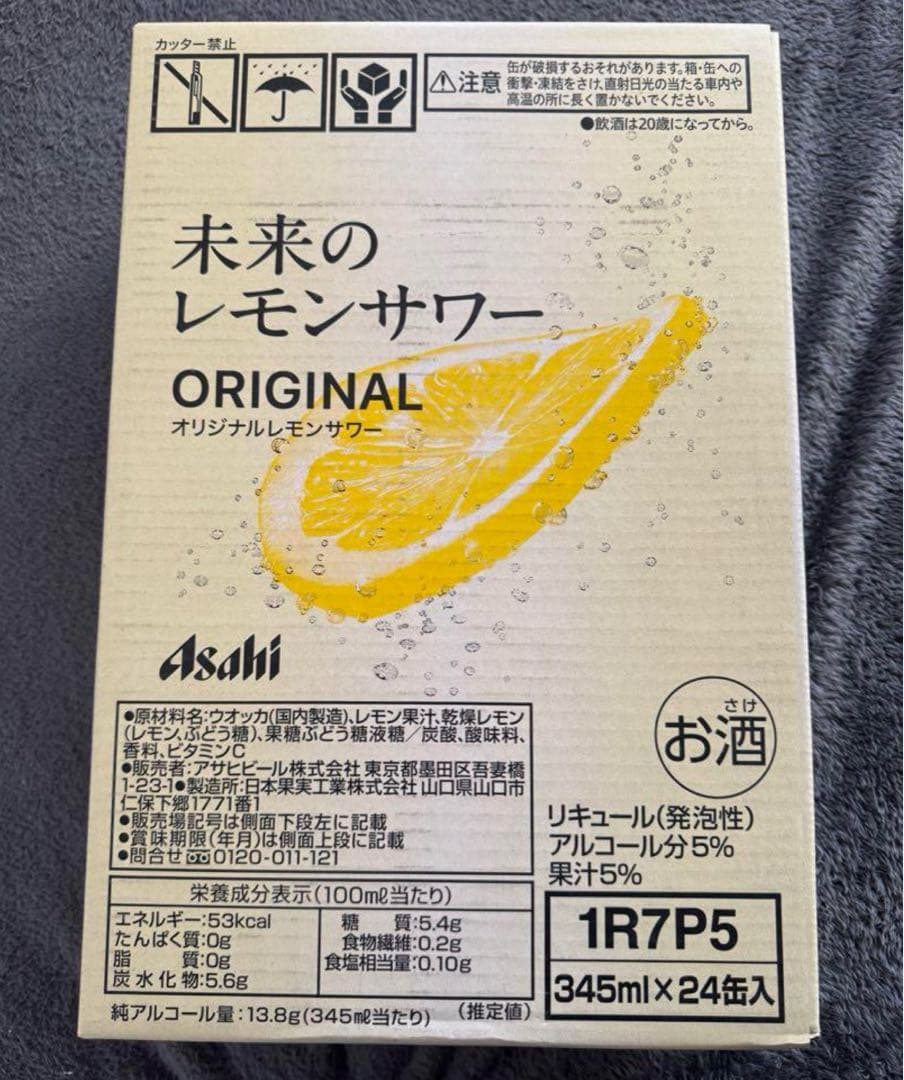 カッター禁止
⚠注意
缶が破損するおそれがあります。箱・缶への
衝撃・凍結をさけ、直射日光の当たる車内や
高温の所に長く置かないでください。
●飲酒は20歳になってから。
未来の
レモンサワー
ORIGINAL
オリジナルレモンサワー
Asahi
●原材料名:ウオッカ(国内製造)、レモン果汁、乾燥レモン
(レモン、ぶどう糖)、果糖ぶどう糖液糖/炭酸、酸味料、
香料、ビタミンC
●販売者:アサヒビール株式会社 東京都墨田区吾妻橋
1-23-1●製造所:日本果実工業株式会社 山口県山口市
仁保下郷1771番1
●販売場記号は側面下段左に記載
●賞味期限(年月)は側面上段に記載
●問合せ 0120-011-121
さけ
お酒
リキュール(発泡性)
アルコール分5%
果汁5%
栄養成分表示(100mℓ当たり)
エネルギー:53kcal
たんぱく質:0g
脂 質:0g
炭水化物:5.6g
糖 質:5.4g
食物繊維:0.2g
食塩相当量:0.10g
純アルコール量:13.8g(345mℓ当たり) (推定値)
1R7P5
345ml×24缶入